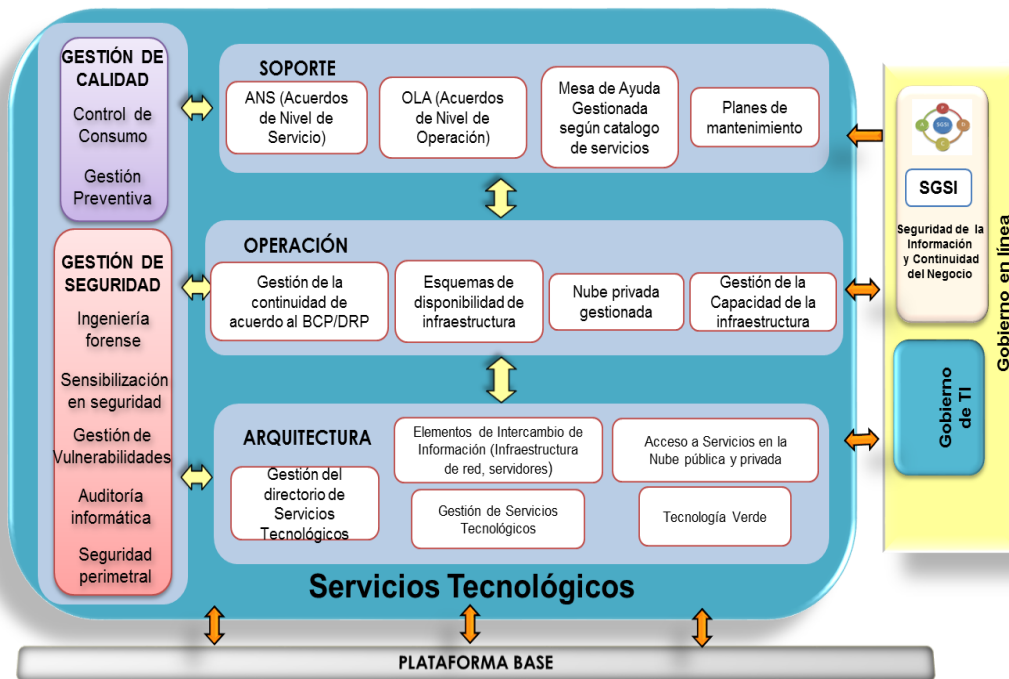 GESTIÓN DE
CALIDAD
Control de
Consumo
Gestión
Preventiva
GESTIÓN DE
SEGURIDAD
Ingeniería
forense
Sensibilización
en seguridad
Gestión de
Vulnerabilidades
Auditoría
informática
Seguridad
perimetral
SOPORTE
ANS (Acuerdos
de Nivel de
Servicio)
OLA (Acuerdos
de Nivel de
Operación)
Mesa de Ayuda
Gestionada
según catalogo
de servicios
Planes de
mantenimiento
OPERACIÓN
Gestión de la
continuidad de
acuerdo al BCP/DRP
Esquemas de
disponibilidad de
infraestructura
Nube privada
gestionada
Gestión de la
Capacidad de la
infraestructura
ARQUITECTURA
Gestión del
directorio de
Servicios
Tecnológicos
Elementos de Intercambio de
Información (Infraestructura
de red, servidores)
Gestión de Servicios
Tecnológicos
Acceso a Servicios en la
Nube pública y privada
Tecnología Verde
Servicios Tecnológicos
PLATAFORMA BASE
P
A
SGSI
D
C
SGSI
Seguridad de la
Información
y Continuidad
del Negocio
Gobierno
de TI
Gobierno en línea